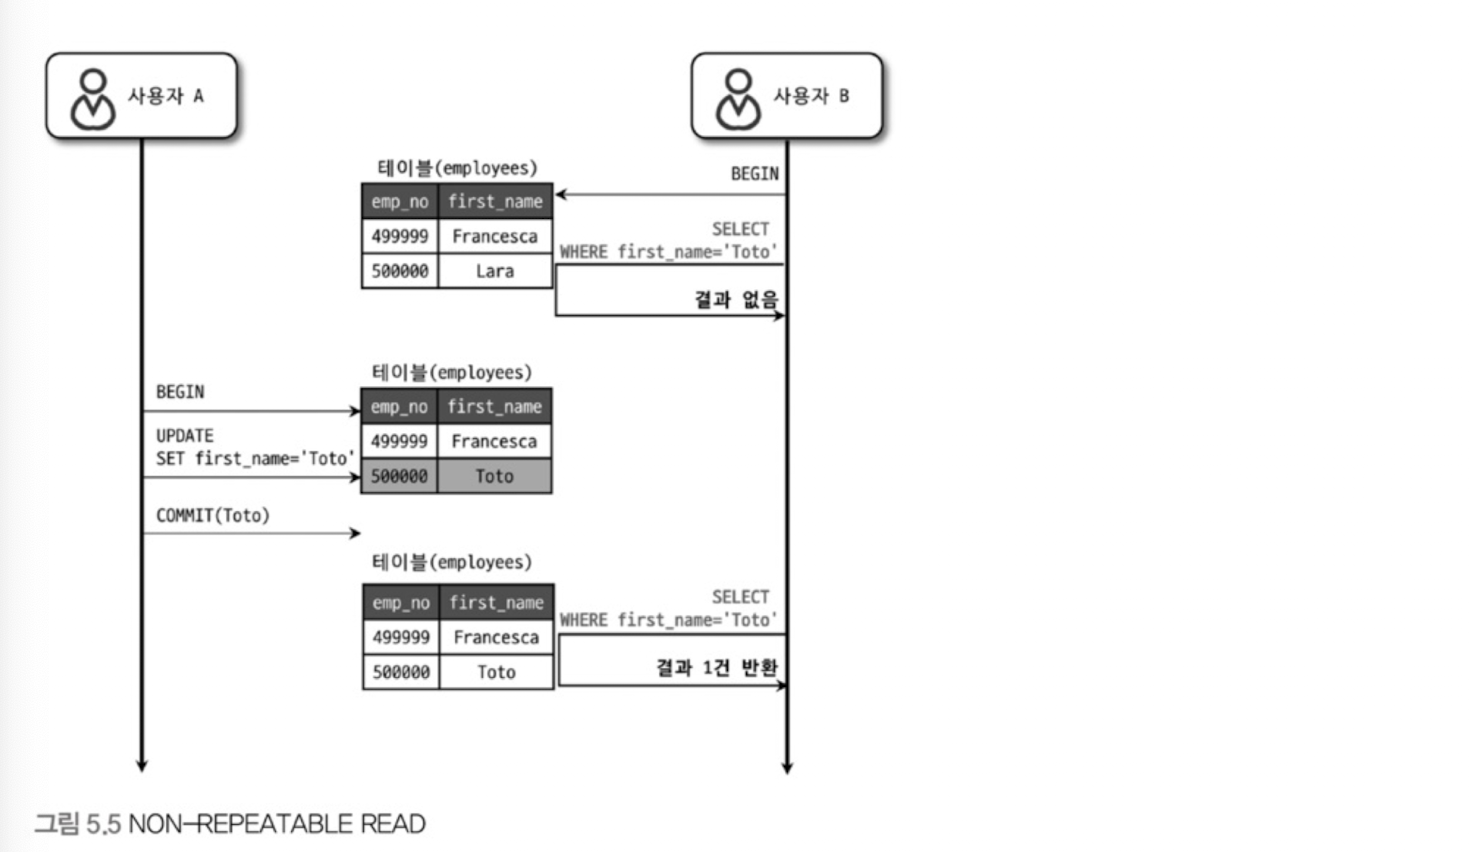 사용자 A
사용자 B
테이블(employees)
BEGIN
emp_no first_name
499999 Francesca
500000 Lara
SELECT
WHERE first_name='Toto'
결과 없음
테이블(employees)
BEGIN
emp_no first_name
UPDATE
SET first_name='Toto'
499999 Francesca
500000 Toto
COMMIT(Toto)
테이블(employees)
emp_no first_name
499999 Francesca
500000 Toto
SELECT
WHERE first_name='Toto'
결과 1건 반환
그림 5.5 NON-REPEATABLE READ